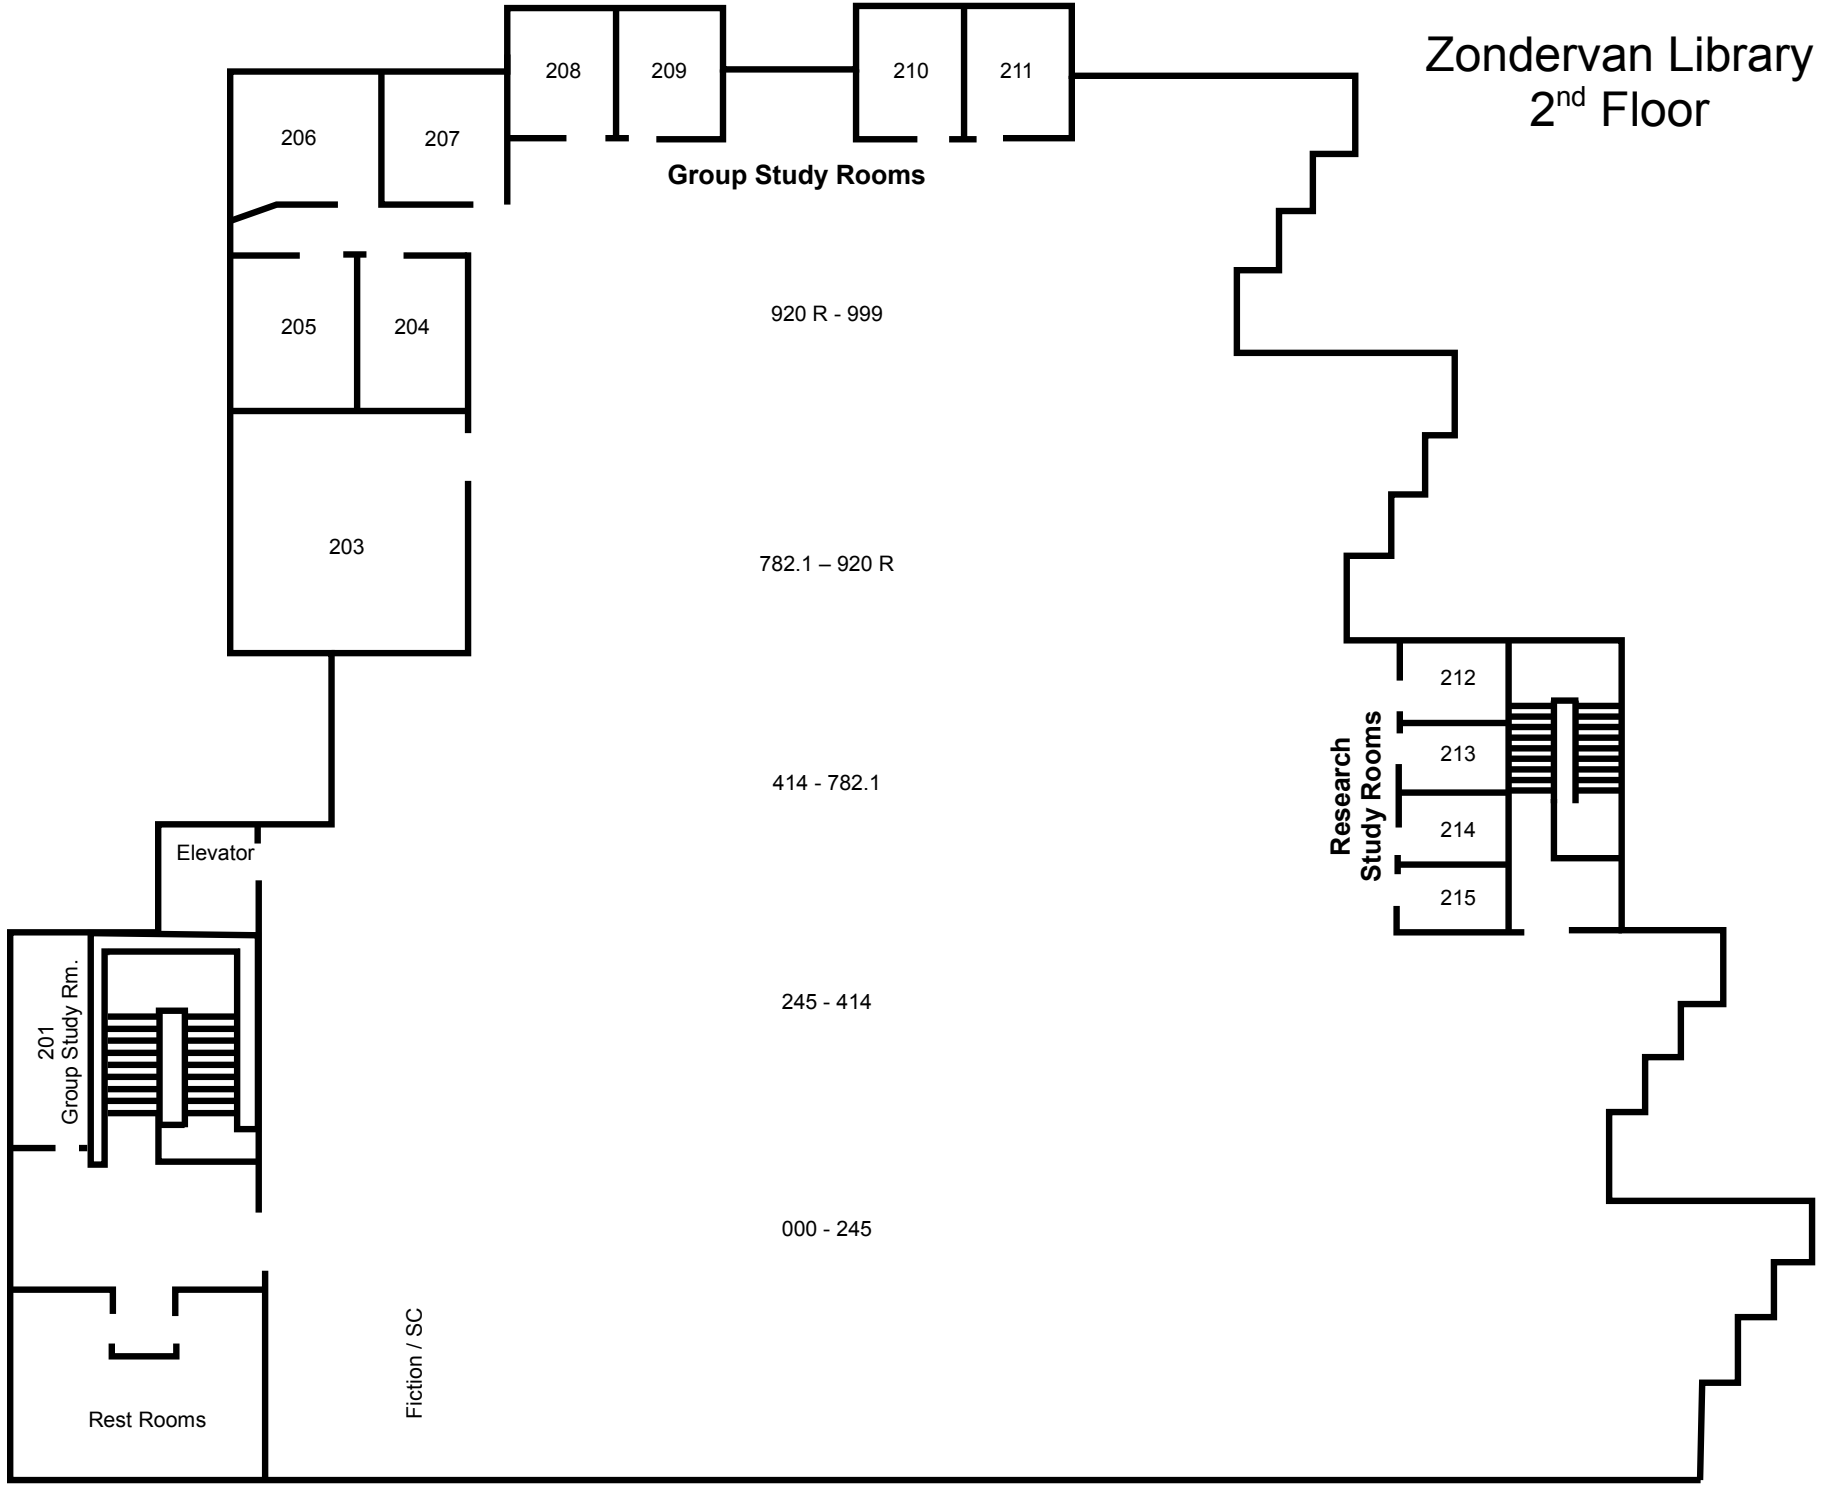 Zondervan Library
2nd Floor
208
209
210
211
206
207
Group Study Rooms
920 R - 999
205
204
203
782.1 – 920 R
212
213
214
215
Research
Study Rooms
414 - 782.1
Elevator
201
Group Study Rm.
245 - 414
000 - 245
Fiction / SC
Rest Rooms